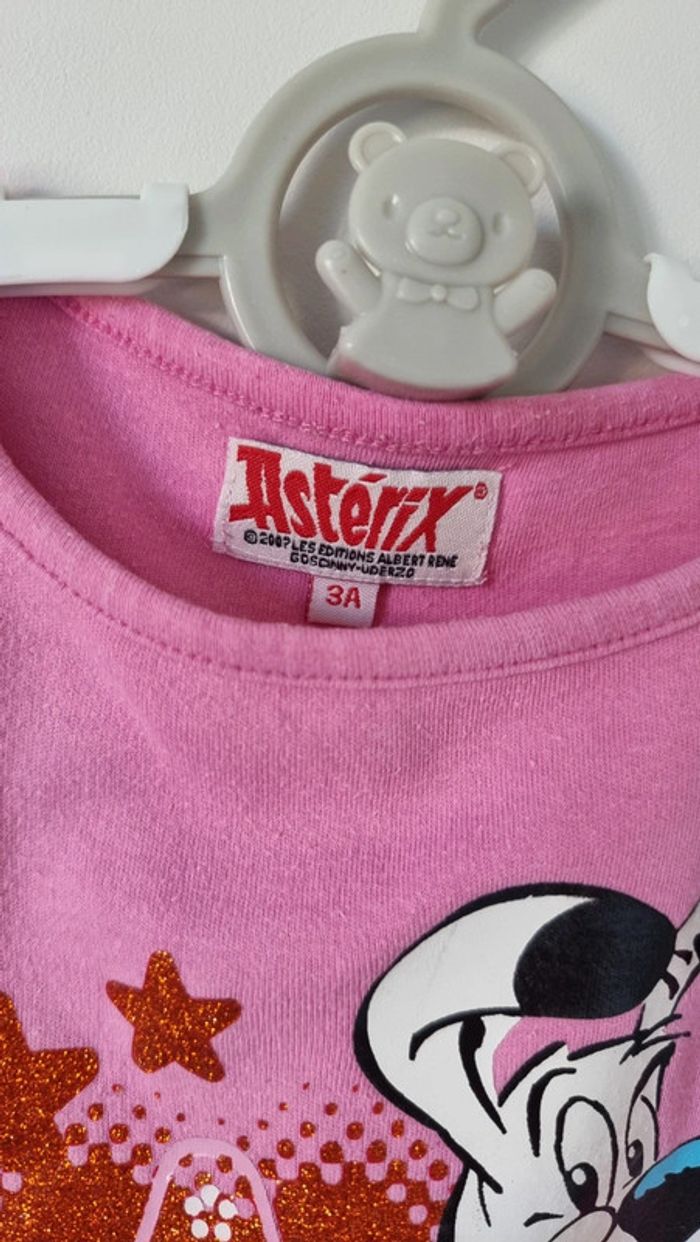 Astérix®
© 2007 LES EDITIONS ALBERT RENE
GOSCINNY-UDERZO
3A